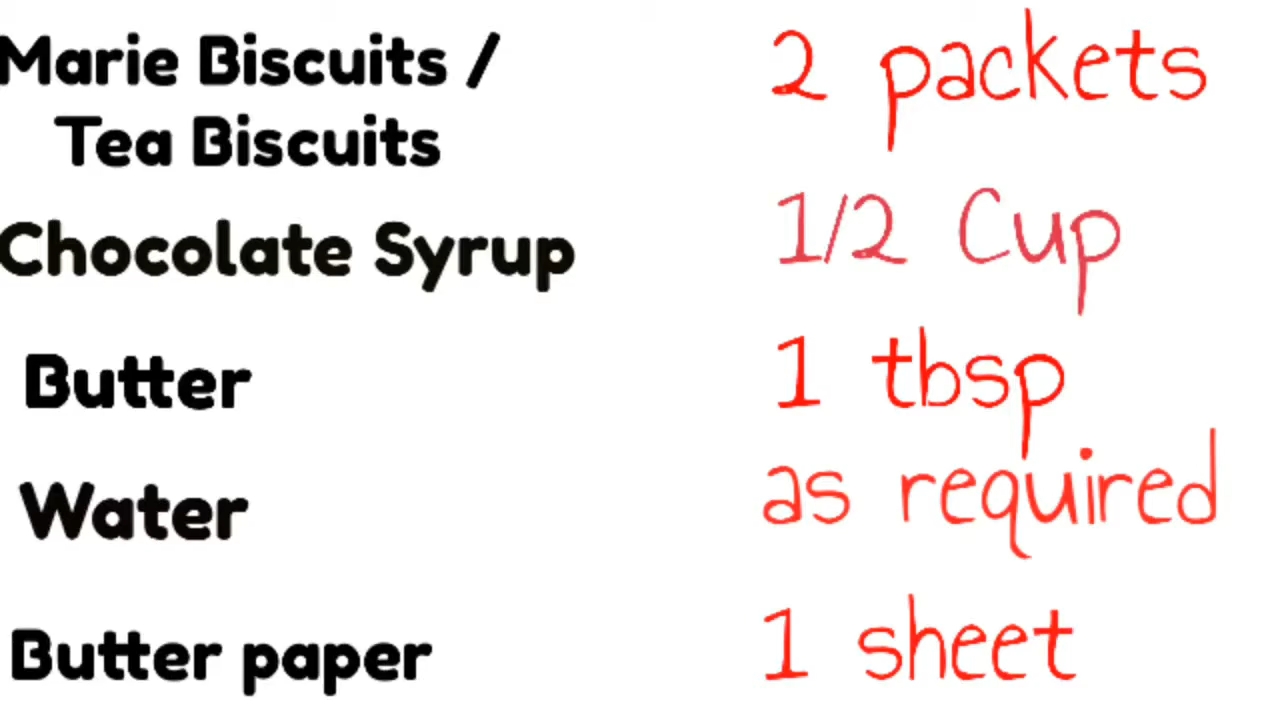 Marie Biscuits / 2 packets
Tea Biscuits
Chocolate Syrup 1/2 Cup
Butter 1 tbsp
Water as required
Butter paper 1 sheet